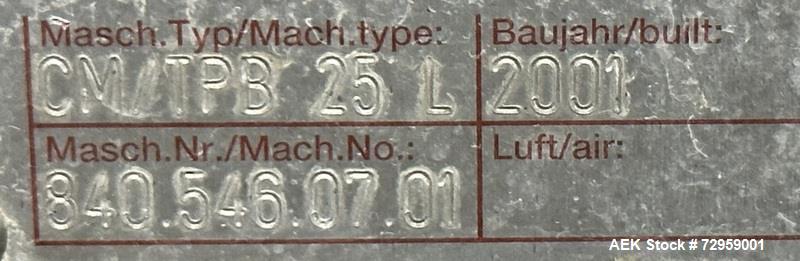 Masch.Typ/Mach.type: Baujahr/built:
CM/TPB 25 L 2001
Masch.Nr./Mach.No.: Luft/air:
840.546.07.01
AEK Stock # 72959001